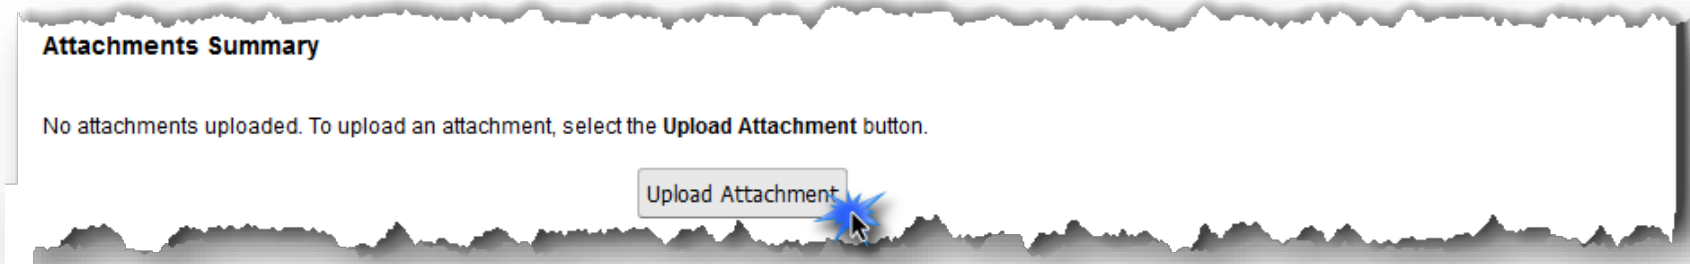 Attachments Summary
No attachments uploaded. To upload an attachment, select the Upload Attachment button.
Upload Attachment